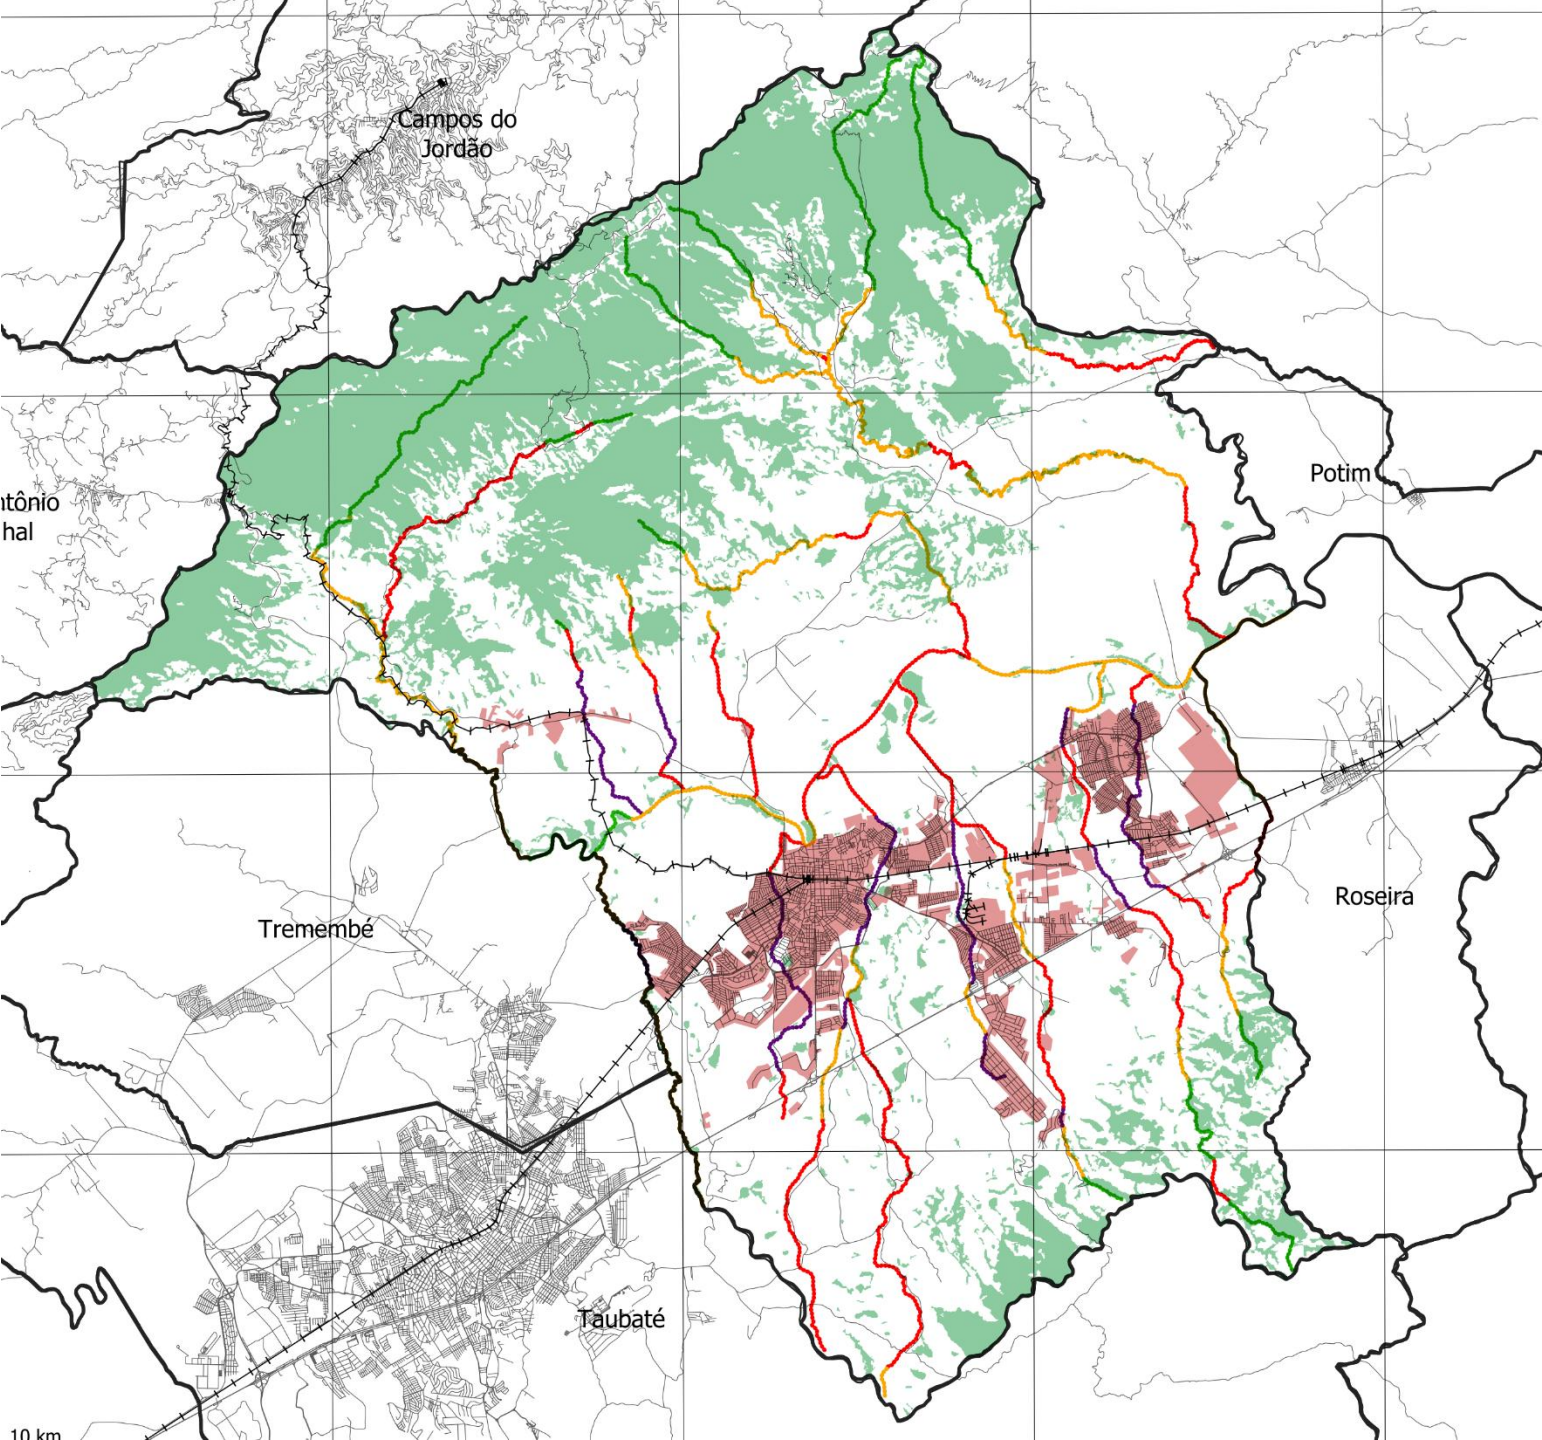 Campos do
Jordão
Potim
ntônio
hal
Roseira
Tremembé
Taubaté
10 km